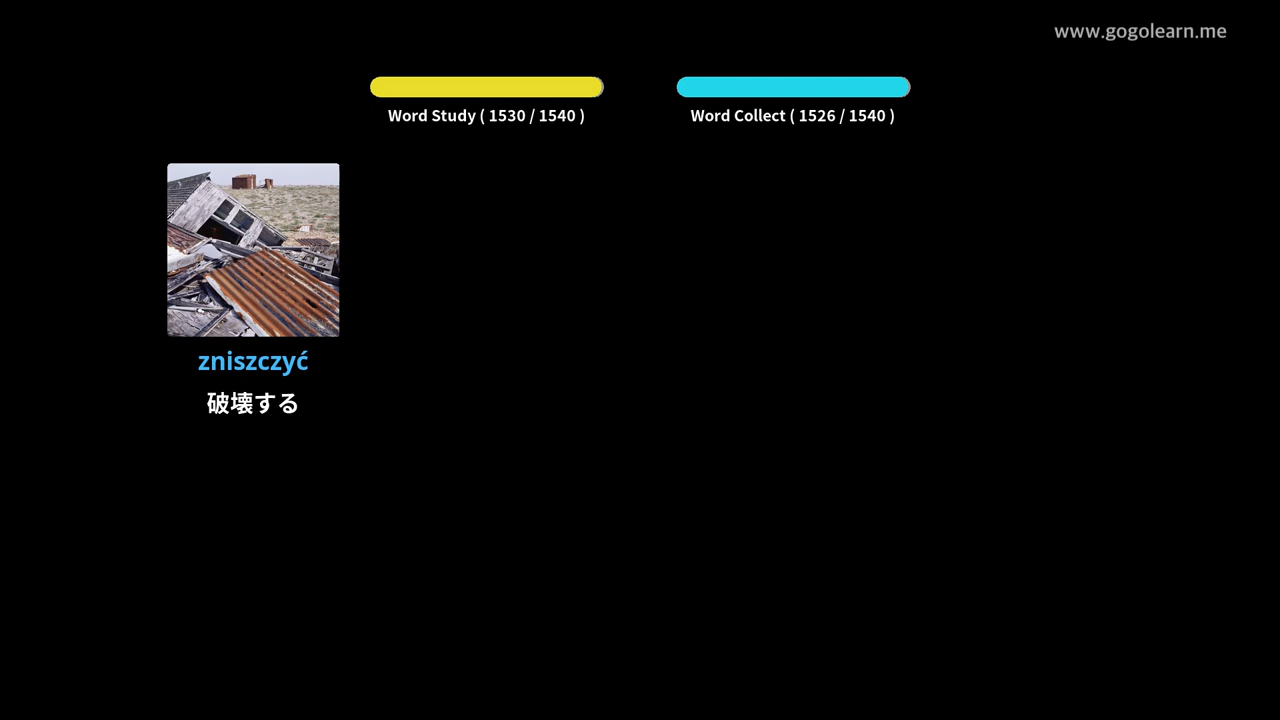 www.gogolearn.me
Word Study ( 1530 / 1540 )
Word Collect ( 1526 / 1540 )
zniszczyć
破壊する